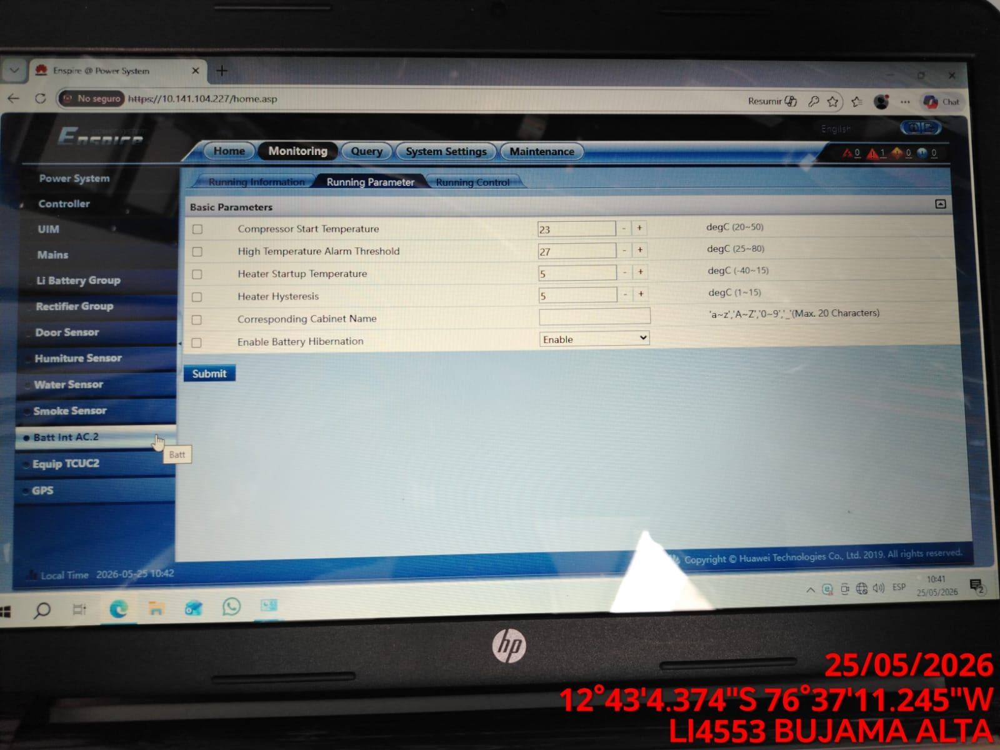 Enspire @ Power System
No seguro https://10.141.104.227/home.asp Resumir Chat
ENSPIRE POWER SYSTEM English
Home Monitoring Query System Settings Maintenance 0 1 0 0
Running Information Running Parameter Running Control
Power System
Controller
UIM
Mains
Li Battery Group
Rectifier Group
Door Sensor
Humiture Sensor
Water Sensor
Smoke Sensor
Batt Int AC.2
Batt
Equip TCUC2
GPS
Basic Parameters
Compressor Start Temperature 23 - + degC (20~50)
High Temperature Alarm Threshold 27 - + degC (25~80)
Heater Startup Temperature 5 - + degC (-40~15)
Heater Hysteresis 5 - + degC (1~15)
Corresponding Cabinet Name 'a~z','A~Z','0~9','_'(Max. 20 Characters)
Enable Battery Hibernation Enable
Submit
Local Time 2026-05-25 10:42
Copyright © Huawei Technologies Co., Ltd. 2019. All rights reserved.
ESP 10:41
25/05/2026 2
hp
25/05/2026
12°43'4.374"S 76°37'11.245"W
LI4553 BUJAMA ALTA